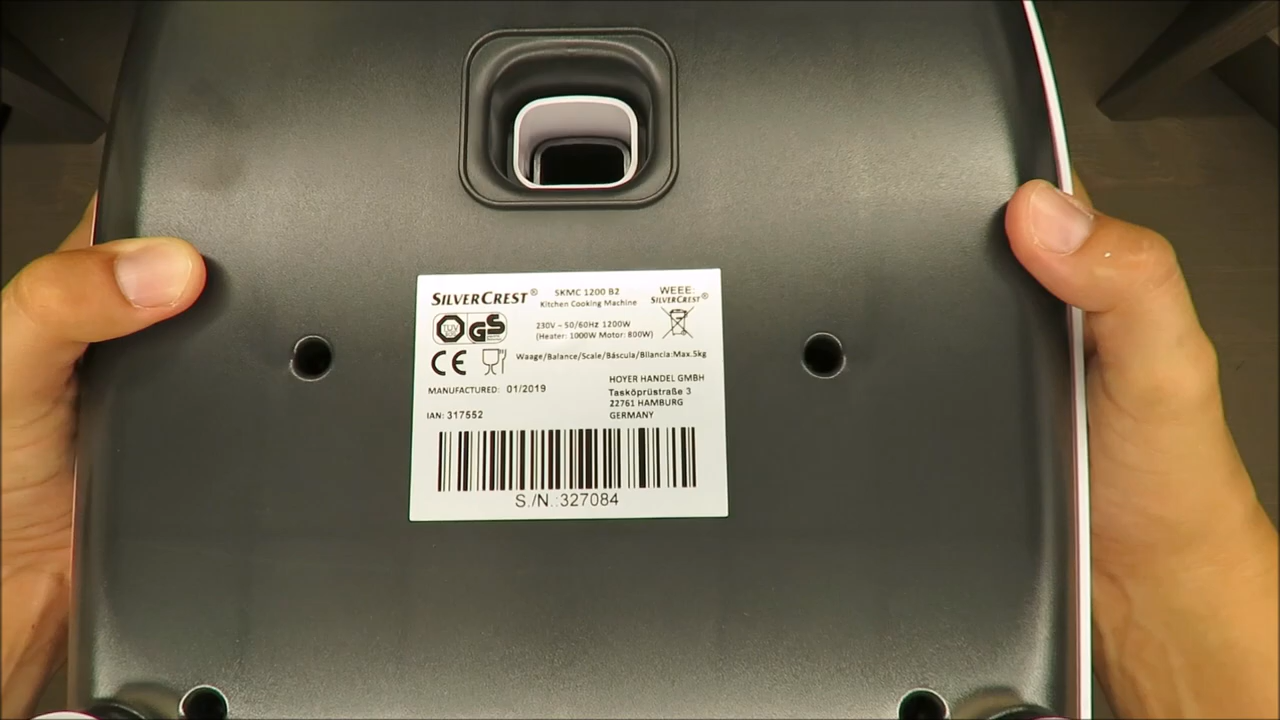 SILVERCREST®
SKMC 1200 B2
Kitchen Cooking Machine
WEEE:
SILVERCREST®
TÜV
GS
230V ~ 50/60Hz 1200W
(Heater: 1000W Motor: 800W)
CE
Waage/Balance/Scale/Báscula/Bilancia:Max.5kg
MANUFACTURED: 01/2019
HOYER HANDEL GMBH
Tasköprüstraße 3
22761 HAMBURG
GERMANY
IAN: 317552
S./N.:327084